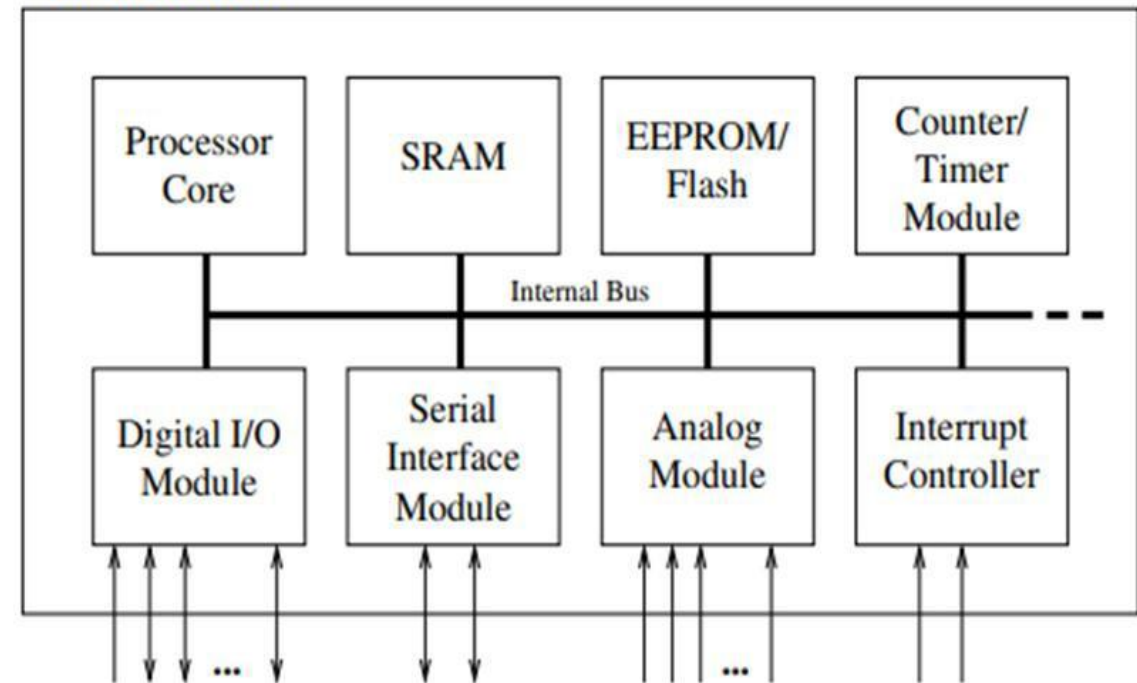 Processor
Core
SRAM
EEPROM/
Flash
Counter/
Timer
Module
Internal Bus
Digital I/O
Module
Serial
Interface
Module
Analog
Module
Interrupt
Controller
...
...